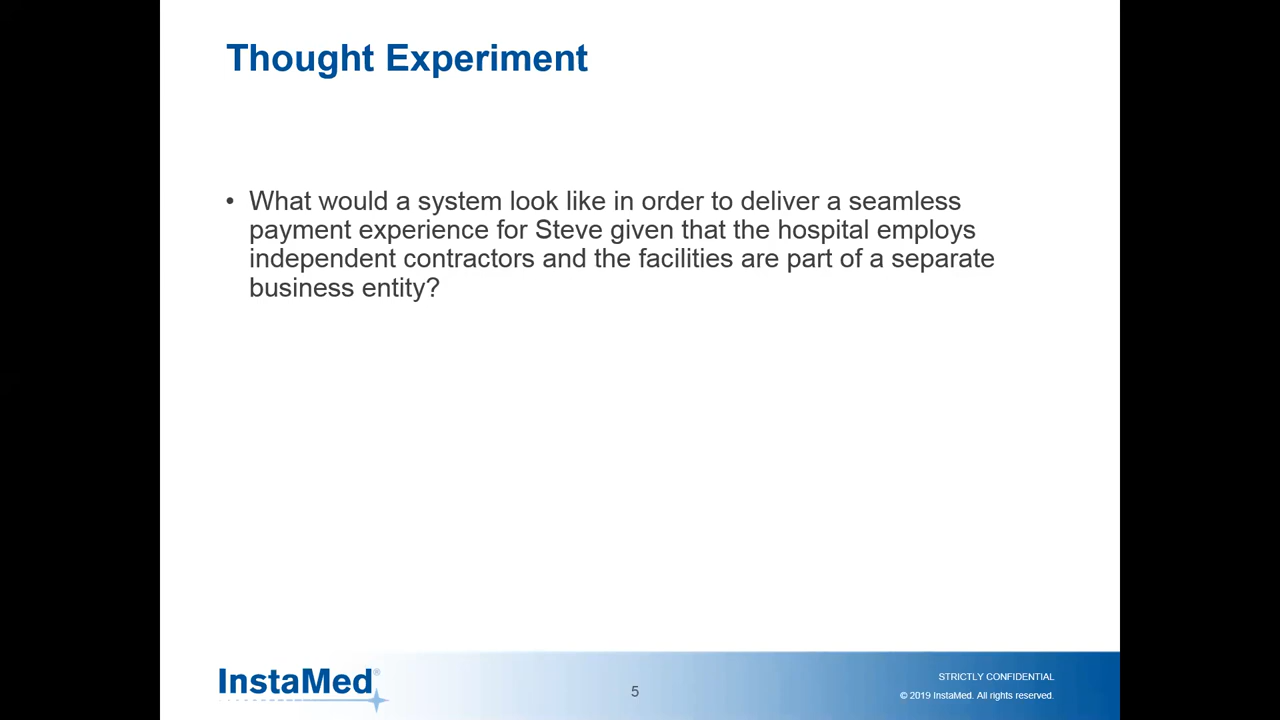 Thought Experiment
• What would a system look like in order to deliver a seamless
payment experience for Steve given that the hospital employs
independent contractors and the facilities are part of a separate
business entity?
InstaMed®
5
STRICTLY CONFIDENTIAL
© 2019 InstaMed. All rights reserved.